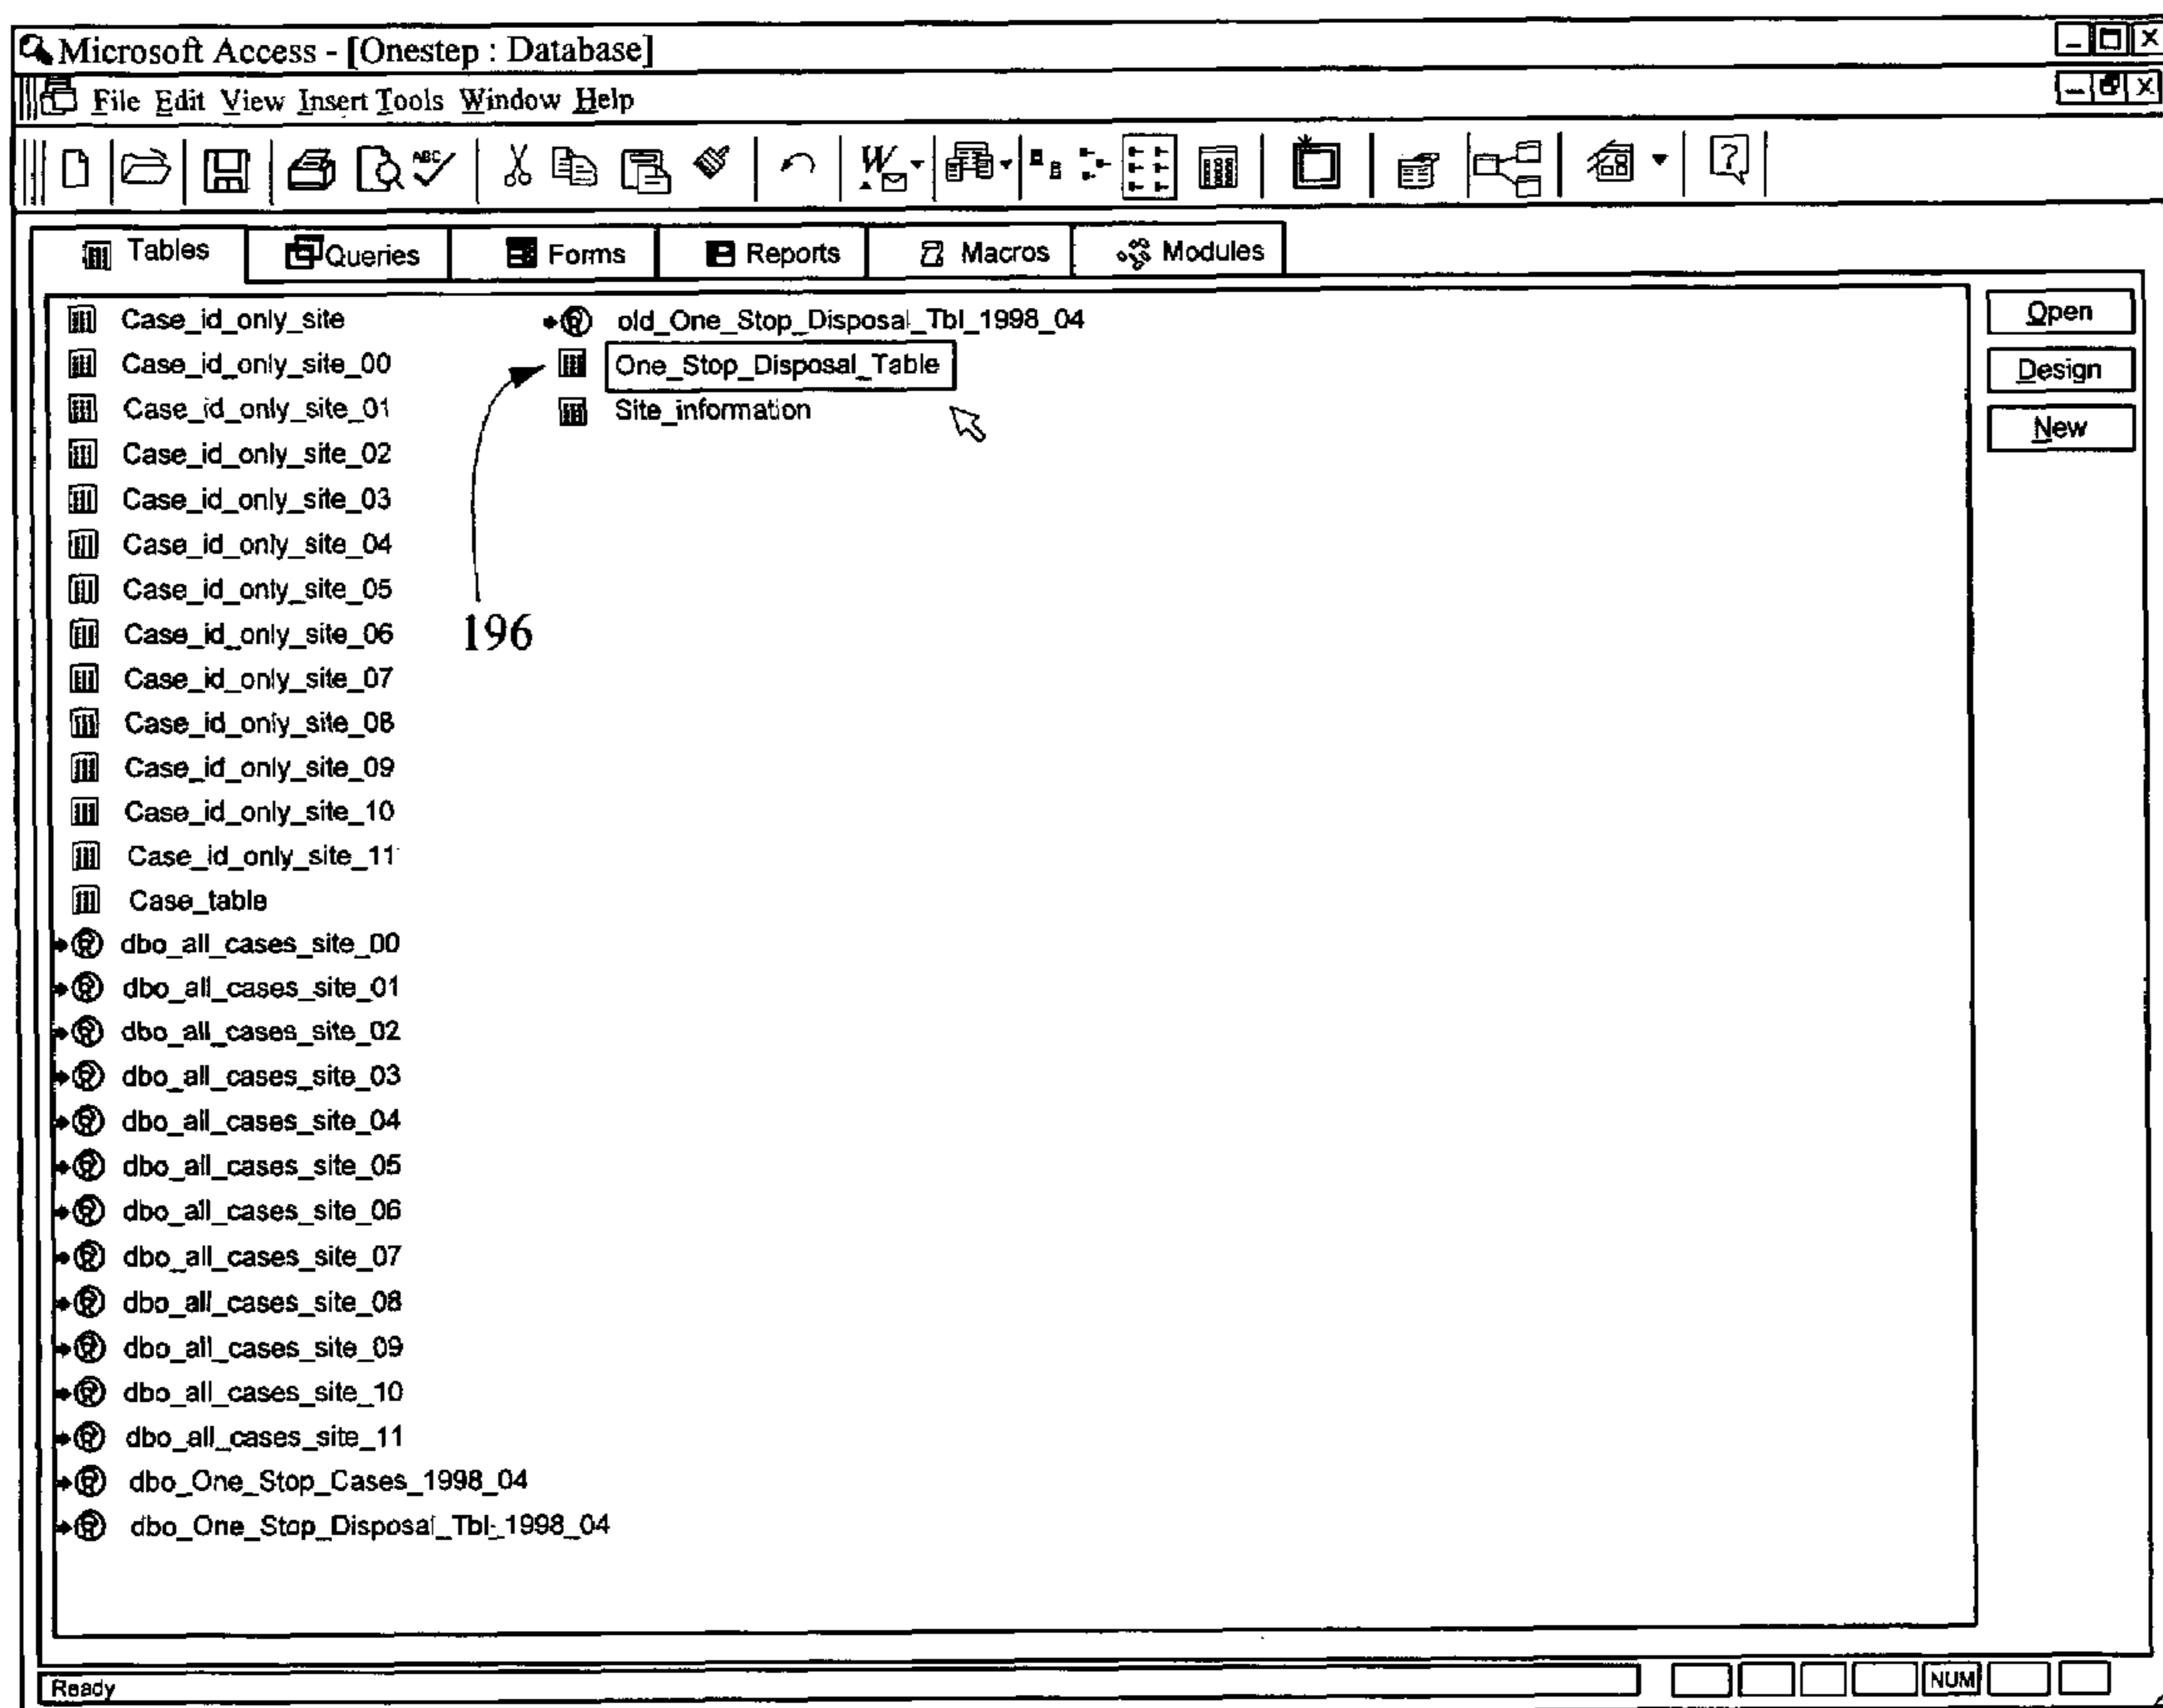 Microsoft Access - [Onestep : Database]
File Edit View Insert Tools Window Help
ABC
W
Tables Queries Forms Reports Macros Modules
Case_id_only_site
Case_id_only_site_00
Case_id_only_site_01
Case_id_only_site_02
Case_id_only_site_03
Case_id_only_site_04
Case_id_only_site_05
Case_id_only_site_06
Case_id_only_site_07
Case_id_only_site_08
Case_id_only_site_09
Case_id_only_site_10
Case_id_only_site_11
Case_table
dbo_all_cases_site_00
dbo_all_cases_site_01
dbo_all_cases_site_02
dbo_all_cases_site_03
dbo_all_cases_site_04
dbo_all_cases_site_05
dbo_all_cases_site_06
dbo_all_cases_site_07
dbo_all_cases_site_08
dbo_all_cases_site_09
dbo_all_cases_site_10
dbo_all_cases_site_11
dbo_One_Stop_Cases_1998_04
dbo_One_Stop_Disposal_Tbl_1998_04
old_One_Stop_Disposal_Tbl_1998_04
One_Stop_Disposal_Table
Site_information
196
Open
Design
New
Ready
NUM